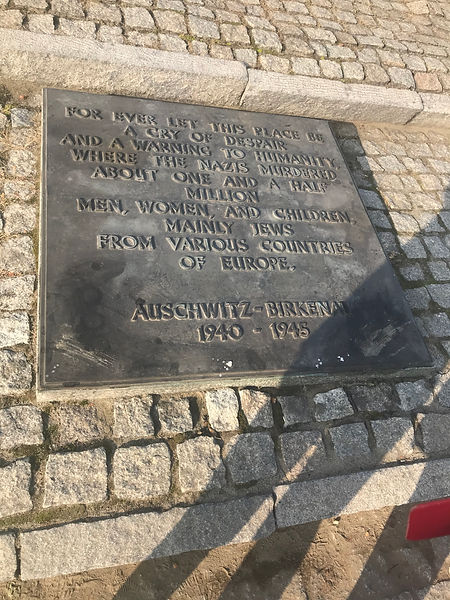 FOR EVER LET THIS PLACE BE
A CRY OF DESPAIR
AND A WARNING TO HUMANITY,
WHERE THE NAZIS MURDERED
ABOUT ONE AND A HALF
MILLION
MEN, WOMEN, AND CHILDREN,
MAINLY JEWS
FROM VARIOUS COUNTRIES
OF EUROPE.
AUSCHWITZ-BIRKENAU
1940 - 1945